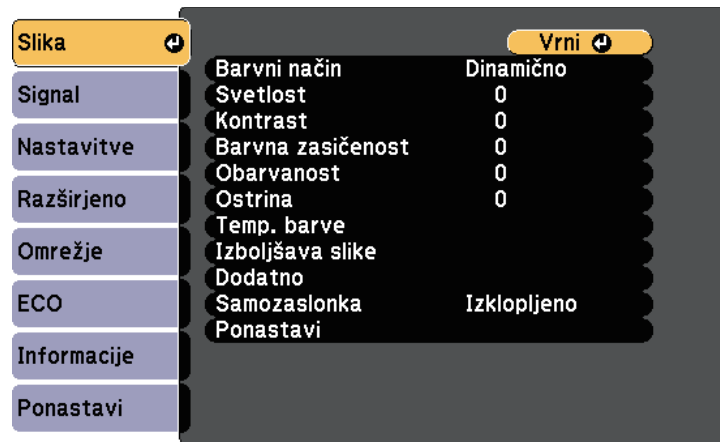 Slika
Signal
Nastavitve
Razširjeno
Omrežje
ECO
Informacije
Ponastavi
Vrni
Barvni način Dinamično
Svetlost 0
Kontrast 0
Barvna zasičenost 0
Obarvanost 0
Ostrina 0
Temp. barve
Izboljšava slike
Dodatno
Samozaslonka Izklopljeno
Ponastavi